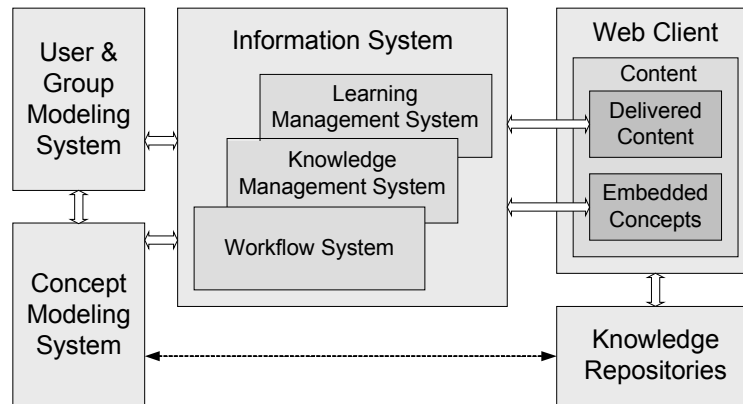 User &
Group
Modeling
System
Concept
Modeling
System
Information System
Learning
Management System
Knowledge
Management System
Workflow System
Web Client
Content
Delivered
Content
Embedded
Concepts
Knowledge
Repositories